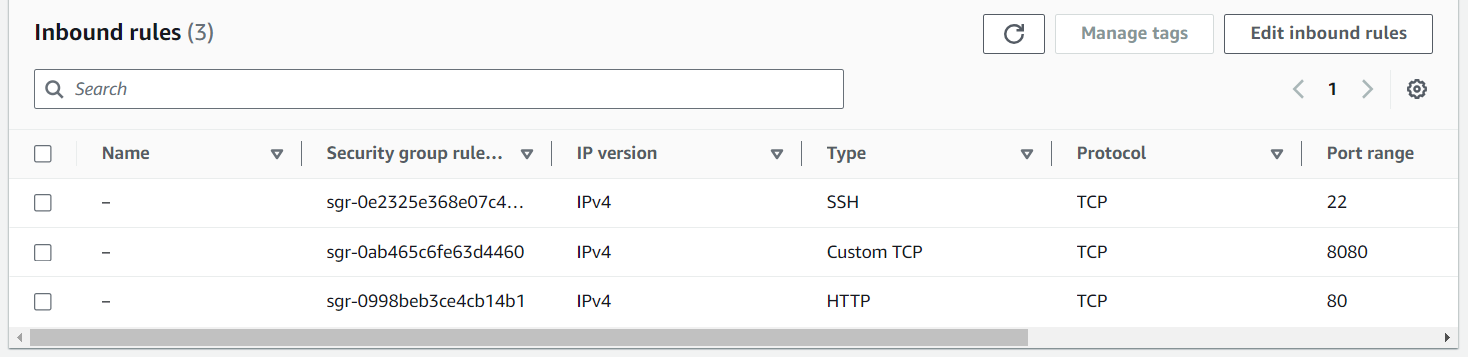 Inbound rules (3)
Manage tags
Edit inbound rules
Search
1
Name Security group rule... IP version Type Protocol Port range
– sgr-0e2325e368e07c4... IPv4 SSH TCP 22
– sgr-0ab465c6fe63d4460 IPv4 Custom TCP TCP 8080
– sgr-0998beb3ce4cb14b1 IPv4 HTTP TCP 80